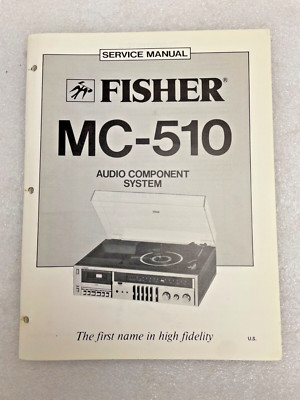 SERVICE MANUAL
FISHER®
MC-510
AUDIO COMPONENT
SYSTEM
The first name in high fidelity
U.S.